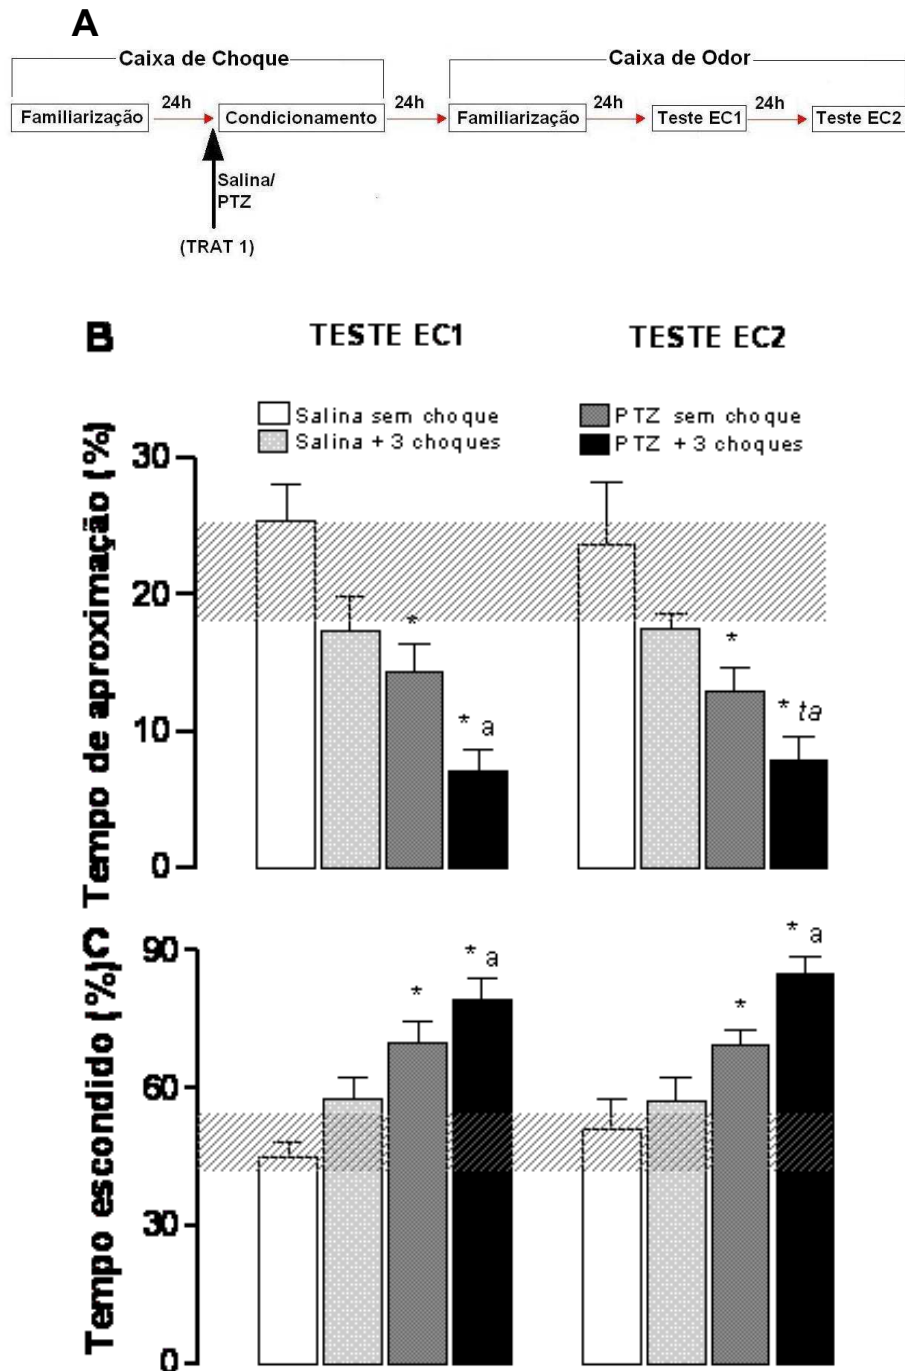 A
Caixa de Choque
Caixa de Odor
Familiarização
24h
Condicionamento
24h
Familiarização
24h
Teste EC1
24h
Teste EC2
Salina/
PTZ
(TRAT 1)
B
TESTE EC1
TESTE EC2
Salina sem choque
Salina + 3 choques
PTZ sem choque
PTZ + 3 choques
Tempo de aproximação (%)
30
20
10
0
*
* a
*
* ta
C
Tempo escondido (%)
90
60
30
0
*
* a
*
* a